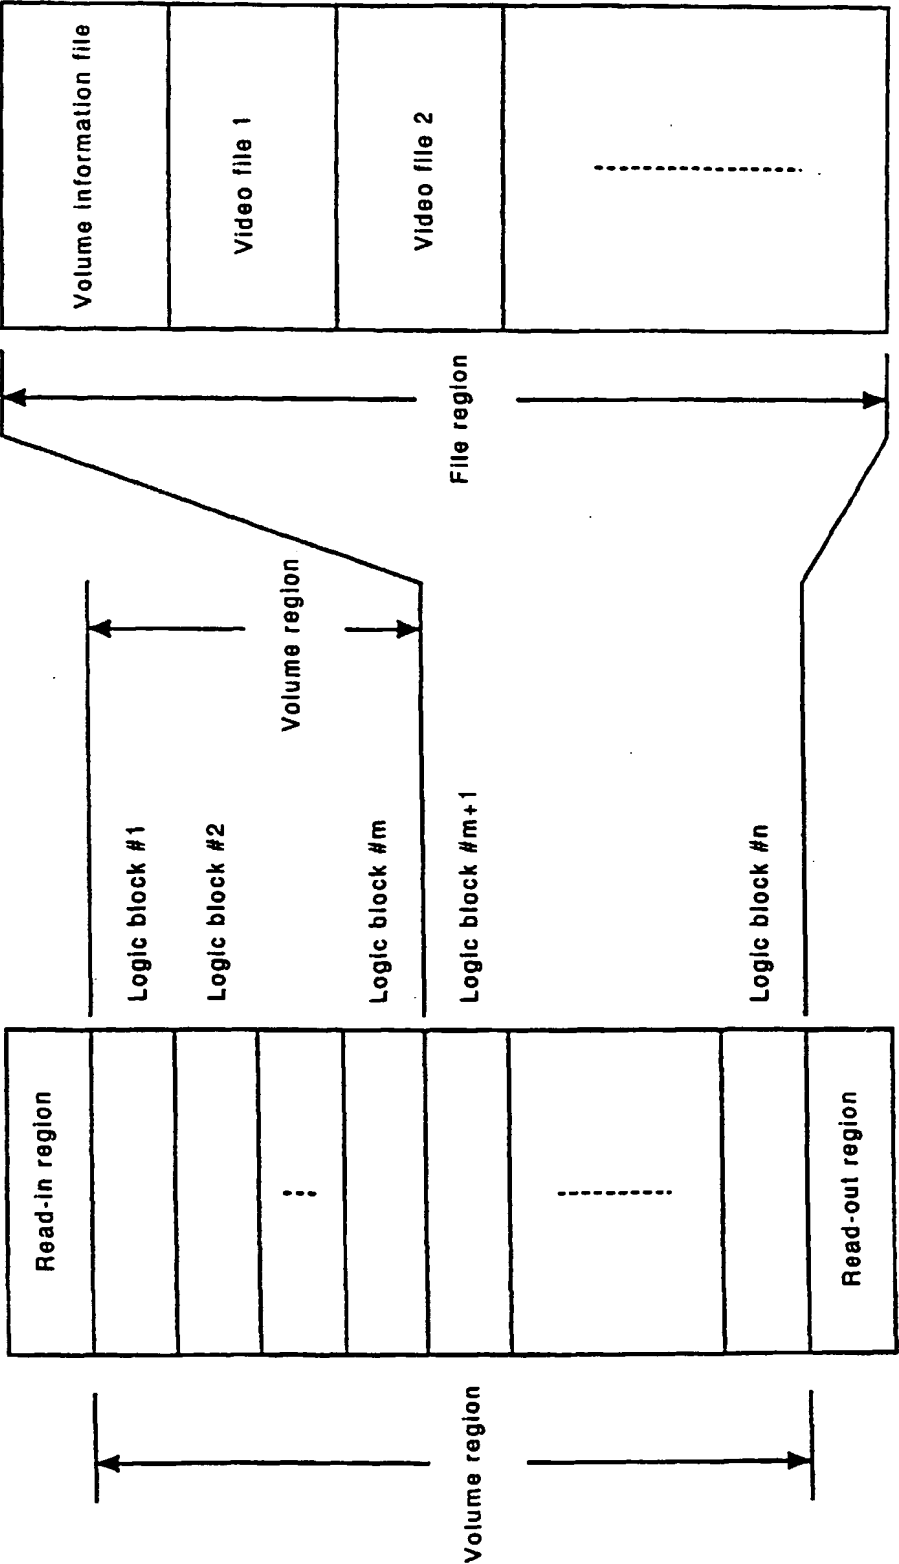 Volume region
Read-in region
Read-out region
Logic block #1
Logic block #2
Logic block #m
Logic block #m+1
Logic block #n
Volume region
File region
Volume information file
Video file 1
Video file 2